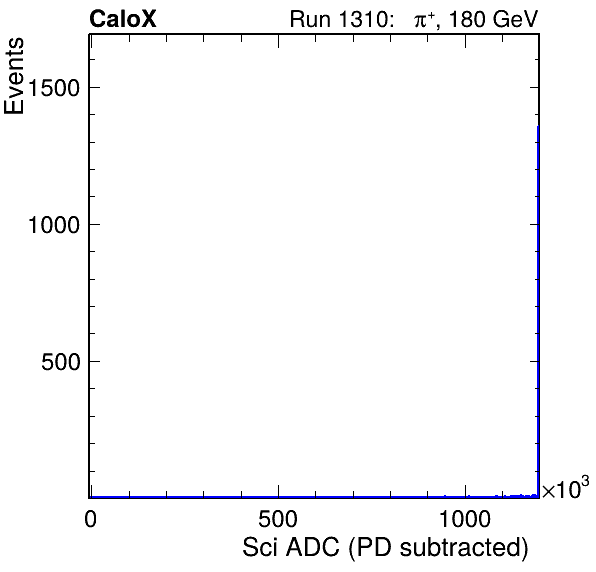 CaloX Run 1310: π⁺, 180 GeV
Events
1500
1000
500
×10³
0 500 1000
Sci ADC (PD subtracted)